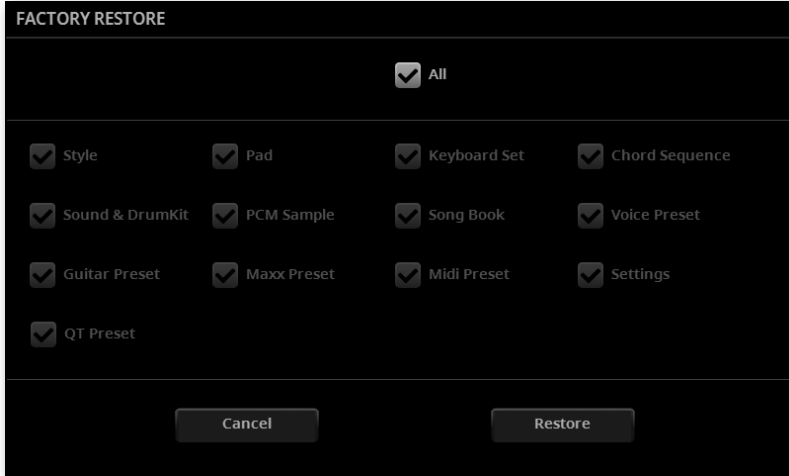 FACTORY RESTORE
All
Style Pad Keyboard Set Chord Sequence
Sound & DrumKit PCM Sample Song Book Voice Preset
Guitar Preset Maxx Preset Midi Preset Settings
QT Preset
Cancel Restore